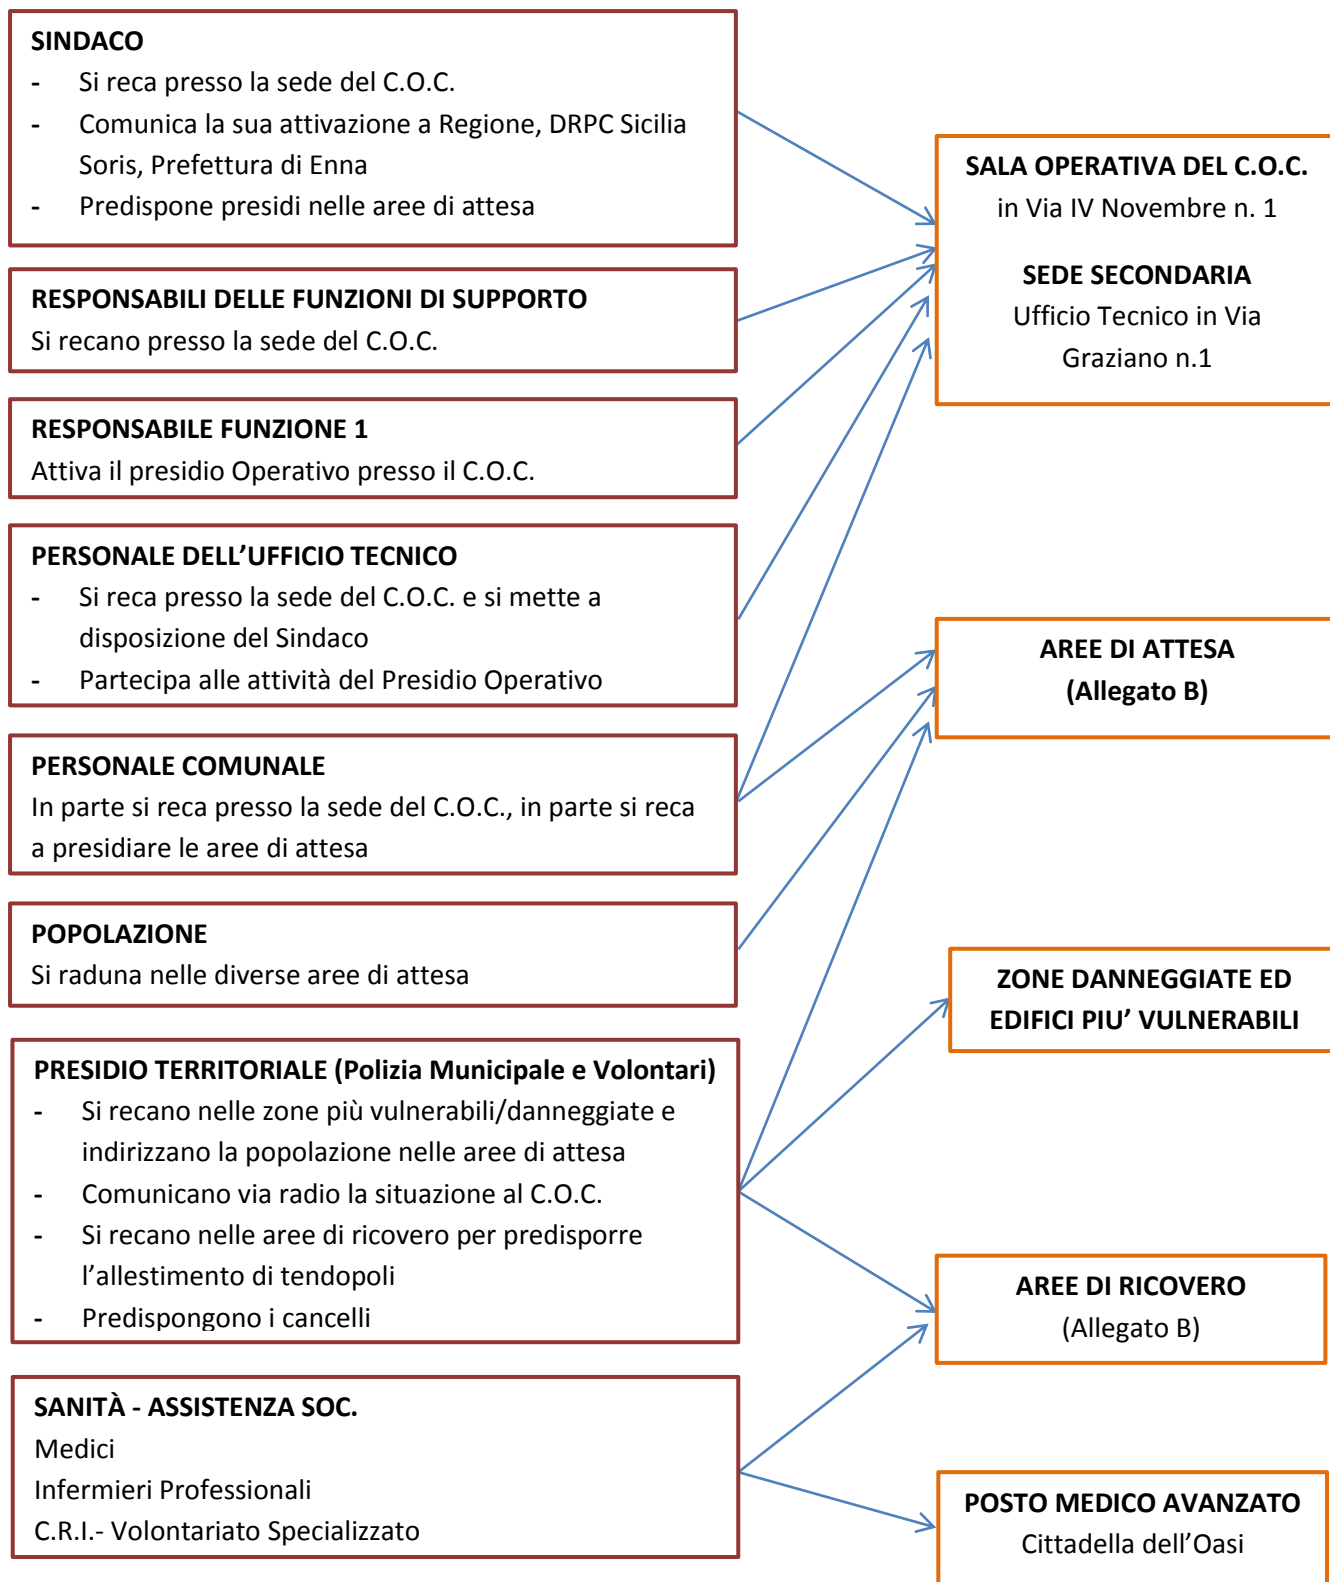 SINDACO
- Si reca presso la sede del C.O.C.
- Comunica la sua attivazione a Regione, DRPC Sicilia
Soris, Prefettura di Enna
- Predispone presidi nelle aree di attesa
RESPONSABILI DELLE FUNZIONI DI SUPPORTO
Si recano presso la sede del C.O.C.
RESPONSABILE FUNZIONE 1
Attiva il presidio Operativo presso il C.O.C.
PERSONALE DELL’UFFICIO TECNICO
- Si reca presso la sede del C.O.C. e si mette a
disposizione del Sindaco
- Partecipa alle attività del Presidio Operativo
PERSONALE COMUNALE
In parte si reca presso la sede del C.O.C., in parte si reca
a presidiare le aree di attesa
POPOLAZIONE
Si raduna nelle diverse aree di attesa
PRESIDIO TERRITORIALE (Polizia Municipale e Volontari)
- Si recano nelle zone più vulnerabili/danneggiate e
indirizzano la popolazione nelle aree di attesa
- Comunicano via radio la situazione al C.O.C.
- Si recano nelle aree di ricovero per predisporre
l’allestimento di tendopoli
- Predispongono i cancelli
SANITÀ - ASSISTENZA SOC.
Medici
Infermieri Professionali
C.R.I.- Volontariato Specializzato
SALA OPERATIVA DEL C.O.C.
in Via IV Novembre n. 1
SEDE SECONDARIA
Ufficio Tecnico in Via
Graziano n.1
AREE DI ATTESA
(Allegato B)
ZONE DANNEGGIATE ED
EDIFICI PIU’ VULNERABILI
AREE DI RICOVERO
(Allegato B)
POSTO MEDICO AVANZATO
Cittadella dell’Oasi